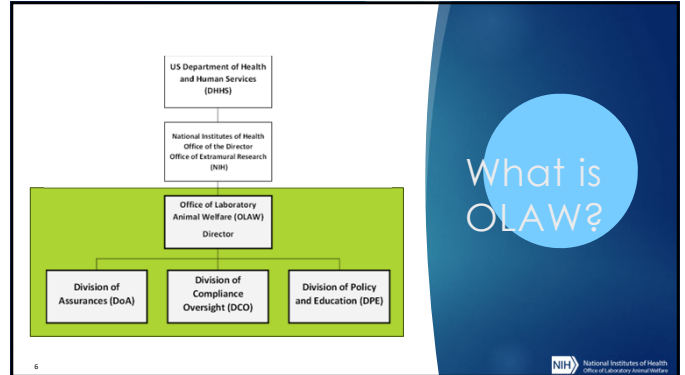 US Department of Health
and Human Services
(DHHS)
National Institutes of Health
Office of the Director
Office of Extramural Research
(NIH)
Office of Laboratory
Animal Welfare (OLAW)
Director
Division of
Assurances (DoA)
Division of
Compliance
Oversight (DCO)
Division of Policy
and Education (DPE)
What is
OLAW?
6
NIH
National Institutes of Health
Office of Laboratory Animal Welfare